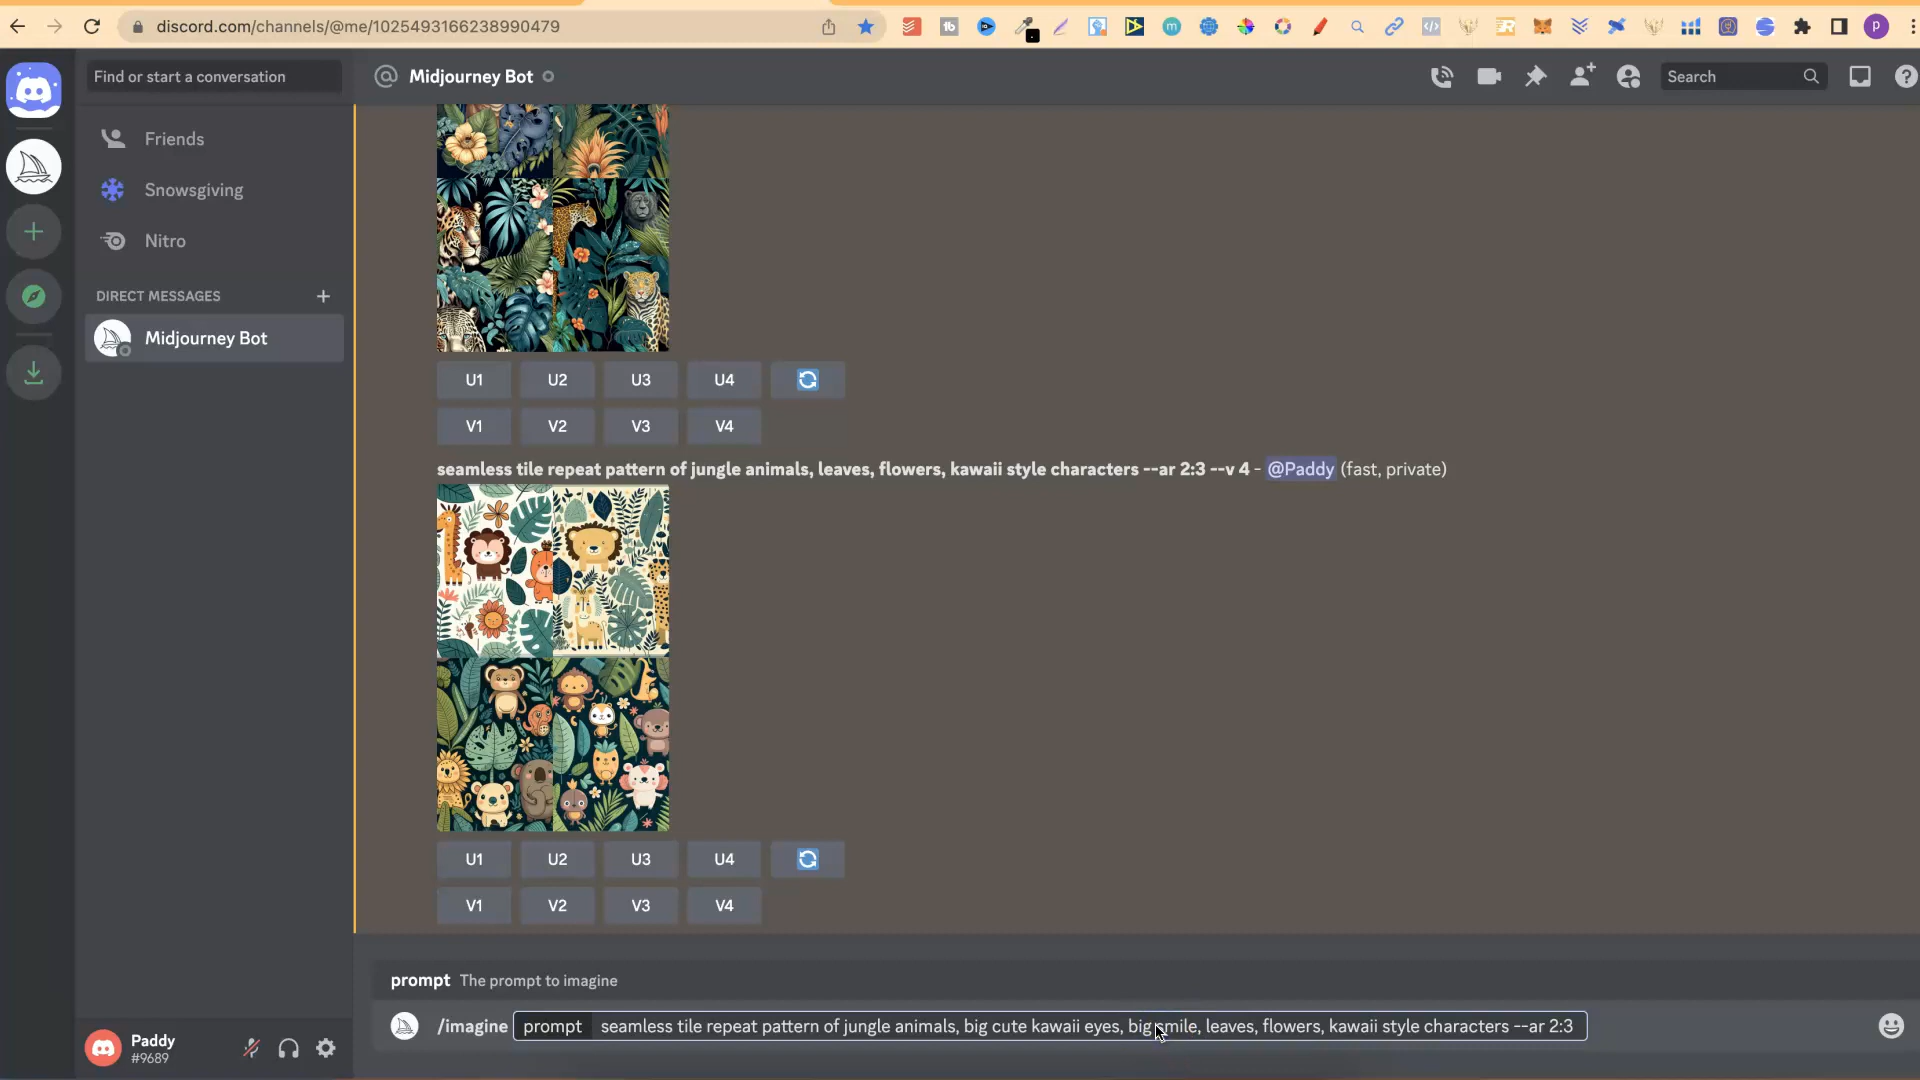 discord.com/channels/@me/1025493166238990479
Find or start a conversation
Midjourney Bot
Search
Friends
Snowsgiving
Nitro
DIRECT MESSAGES
Midjourney Bot
U1 U2 U3 U4
V1 V2 V3 V4
seamless tile repeat pattern of jungle animals, leaves, flowers, kawaii style characters --ar 2:3 --v 4 - @Paddy (fast, private)
U1 U2 U3 U4
V1 V2 V3 V4
prompt The prompt to imagine
/imagine prompt seamless tile repeat pattern of jungle animals, big cute kawaii eyes, big smile, leaves, flowers, kawaii style characters --ar 2:3
Paddy
#9689